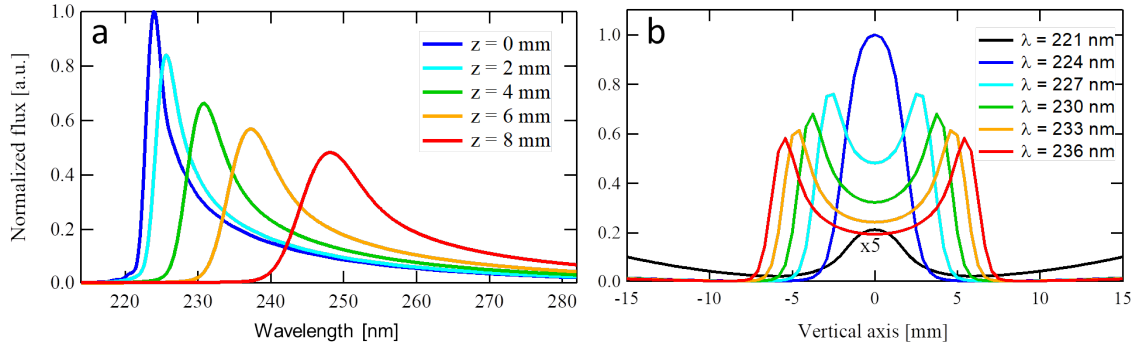 a
Normalized flux [a.u.]
1.0
0.8
0.6
0.4
0.2
0.0
220
230
240
250
260
270
280
Wavelength [nm]
z = 0 mm
z = 2 mm
z = 4 mm
z = 6 mm
z = 8 mm
b
1.0
0.8
0.6
0.4
0.2
0.0
-15
-10
-5
0
5
10
15
Vertical axis [mm]
x5
λ = 221 nm
λ = 224 nm
λ = 227 nm
λ = 230 nm
λ = 233 nm
λ = 236 nm